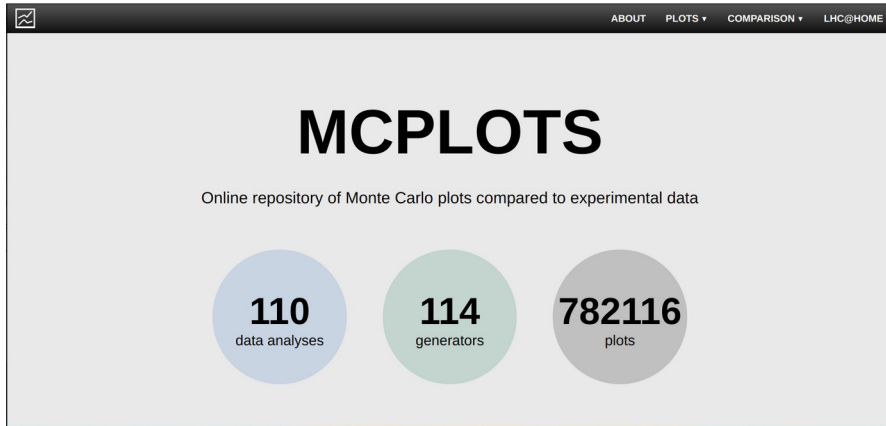 ABOUT PLOTS ▾ COMPARISON ▾ LHC@HOME
MCPLOTS
Online repository of Monte Carlo plots compared to experimental data
110 114 782116
data analyses generators plots